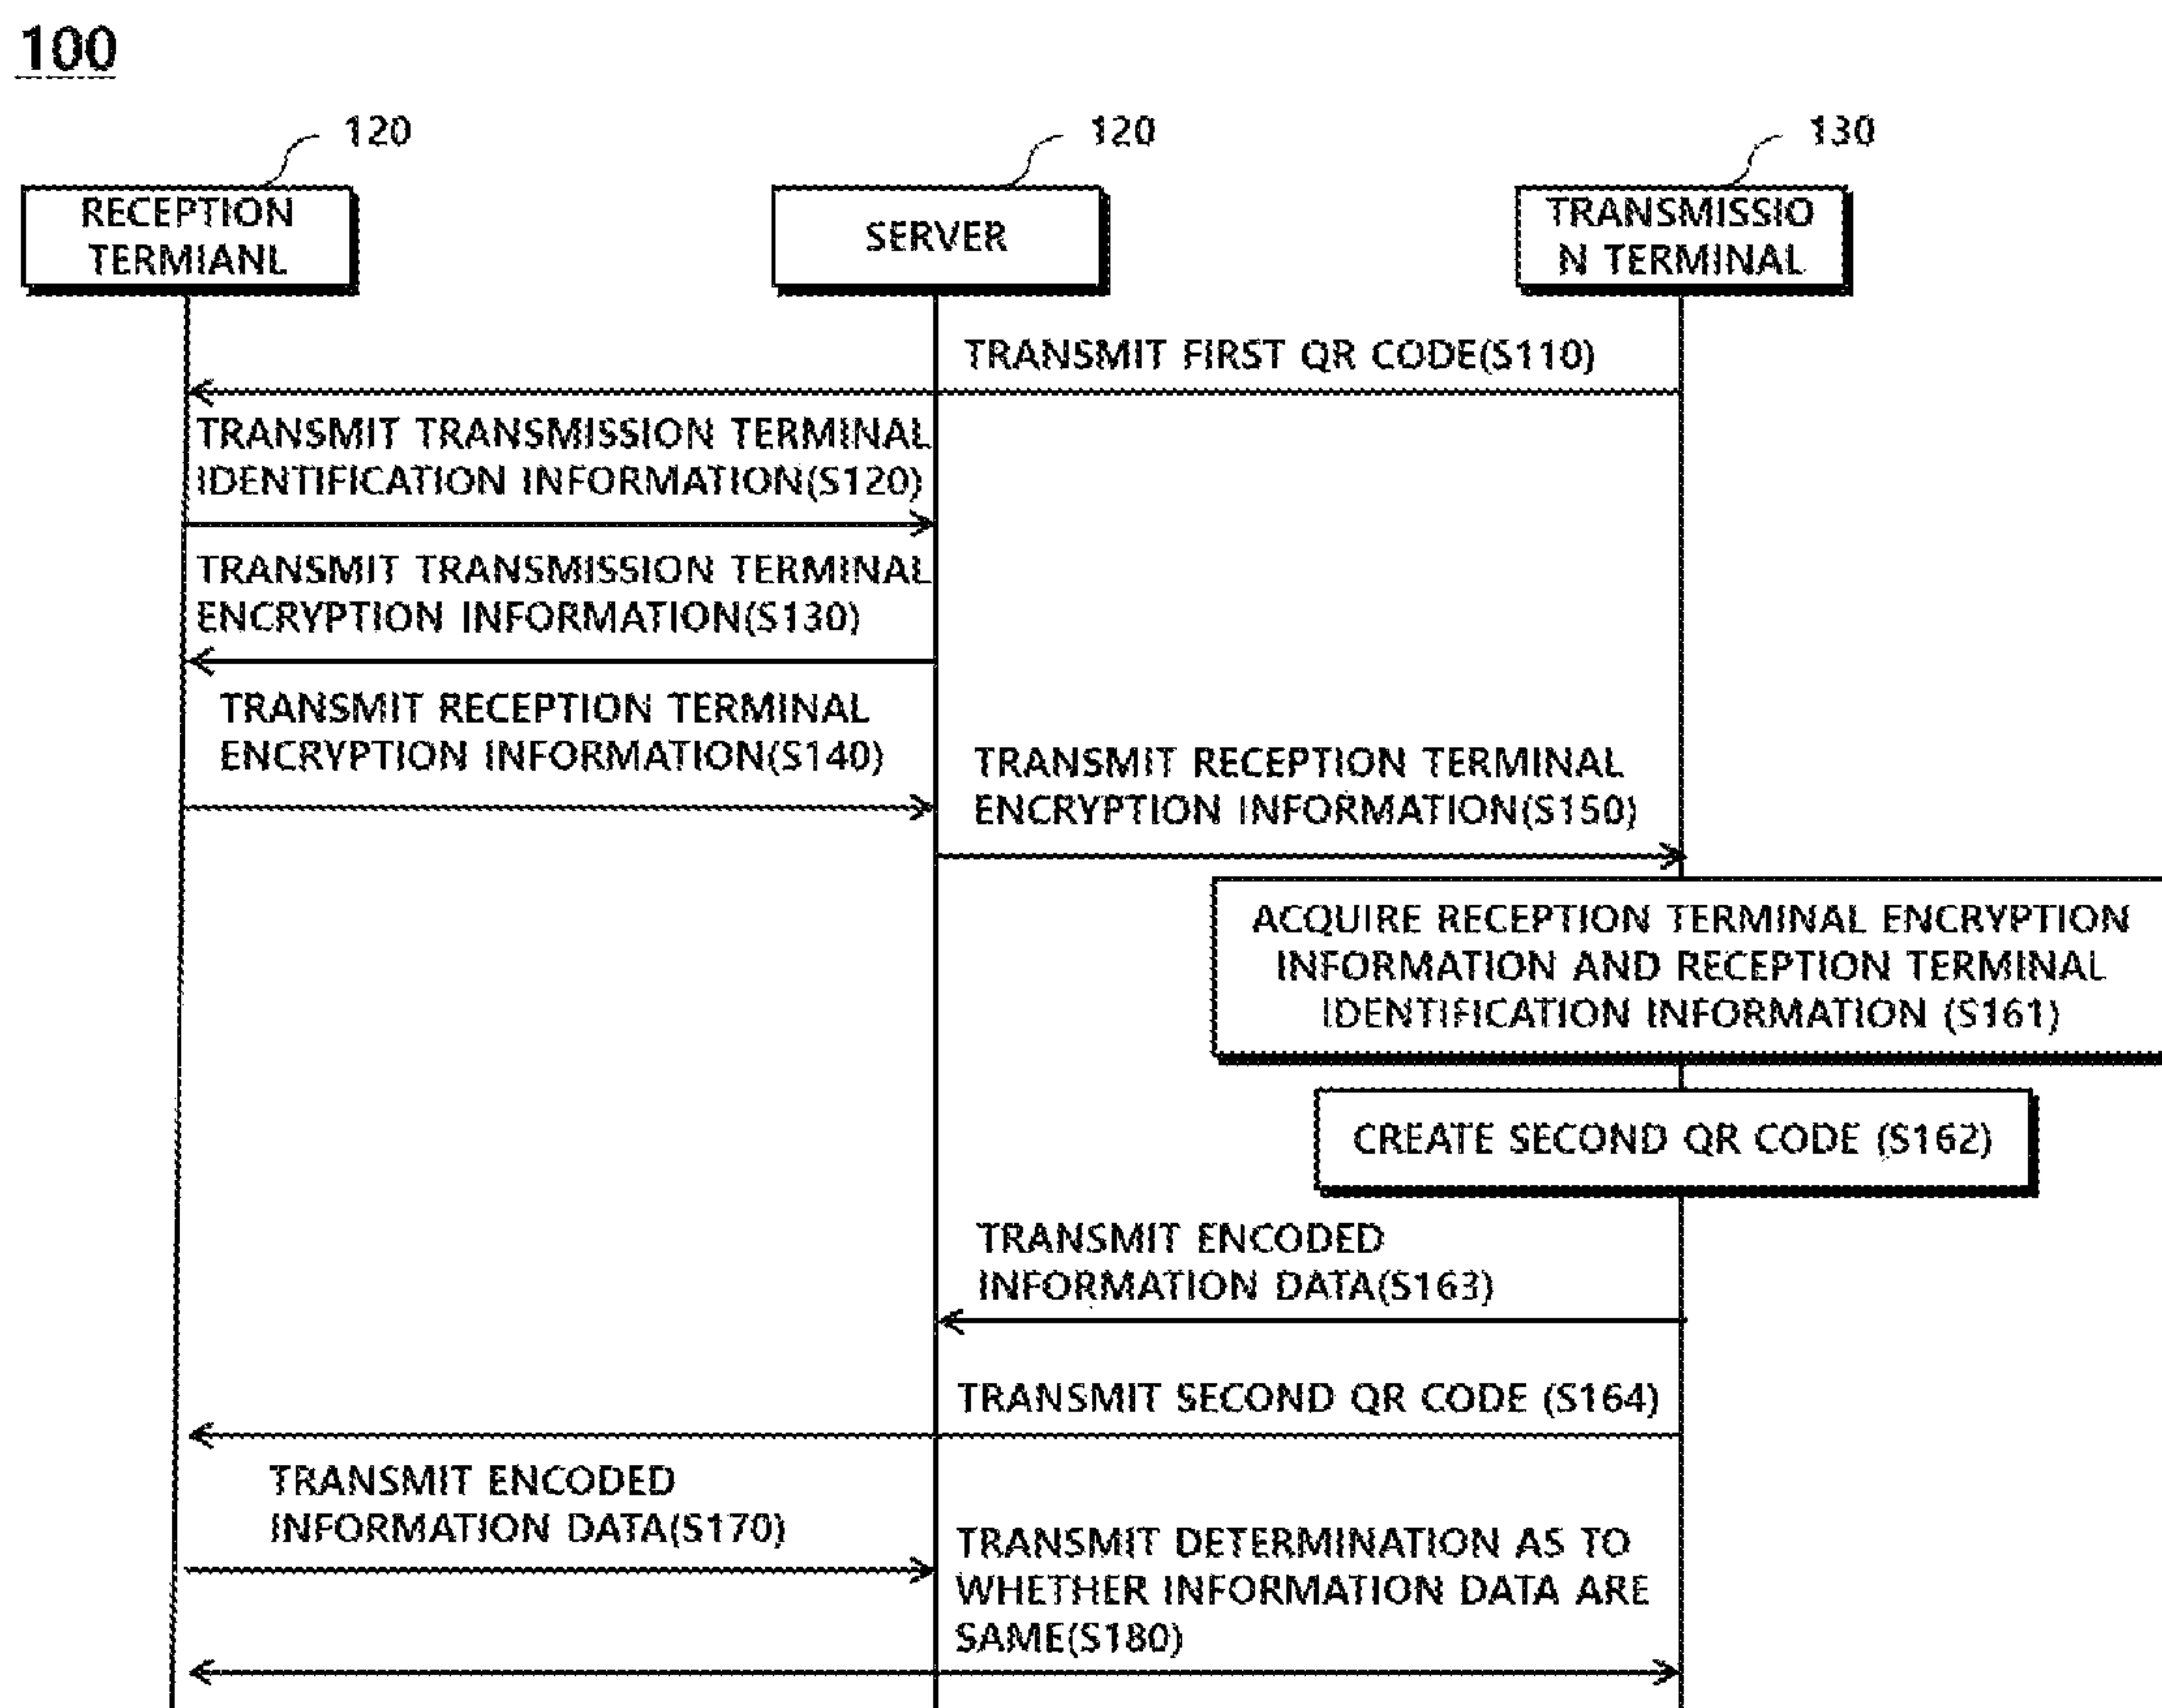 100
120
120
130
RECEPTION
TERMIANL
SERVER
TRANSMISSIO
N TERMINAL
TRANSMIT FIRST QR CODE(S110)
TRANSMIT TRANSMISSION TERMINAL
IDENTIFICATION INFORMATION(S120)
TRANSMIT TRANSMISSION TERMINAL
ENCRYPTION INFORMATION(S130)
TRANSMIT RECEPTION TERMINAL
ENCRYPTION INFORMATION(S140)
TRANSMIT RECEPTION TERMINAL
ENCRYPTION INFORMATION(S150)
ACQUIRE RECEPTION TERMINAL ENCRYPTION
INFORMATION AND RECEPTION TERMINAL
IDENTIFICATION INFORMATION (S161)
CREATE SECOND QR CODE (S162)
TRANSMIT ENCODED
INFORMATION DATA(S163)
TRANSMIT SECOND QR CODE (S164)
TRANSMIT ENCODED
INFORMATION DATA(S170)
TRANSMIT DETERMINATION AS TO
WHETHER INFORMATION DATA ARE
SAME(S180)